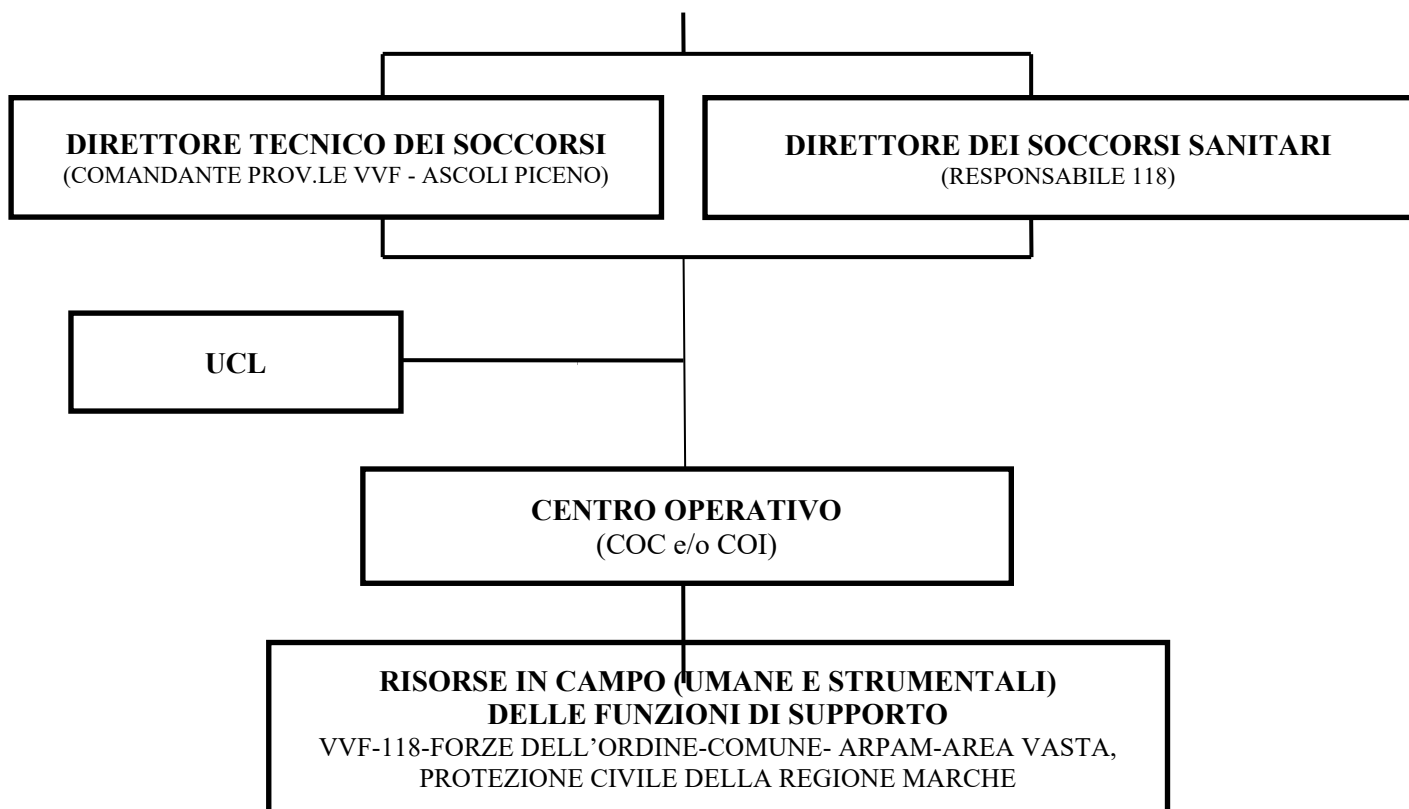 DIRETTORE TECNICO DEI SOCCORSI
(COMANDANTE PROV.LE VVF - ASCOLI PICENO)
DIRETTORE DEI SOCCORSI SANITARI
(RESPONSABILE 118)
UCL
CENTRO OPERATIVO
(COC e/o COI)
RISORSE IN CAMPO (UMANE E STRUMENTALI)
DELLE FUNZIONI DI SUPPORTO
VVF-118-FORZE DELL’ORDINE-COMUNE- ARPAM-AREA VASTA,
PROTEZIONE CIVILE DELLA REGIONE MARCHE